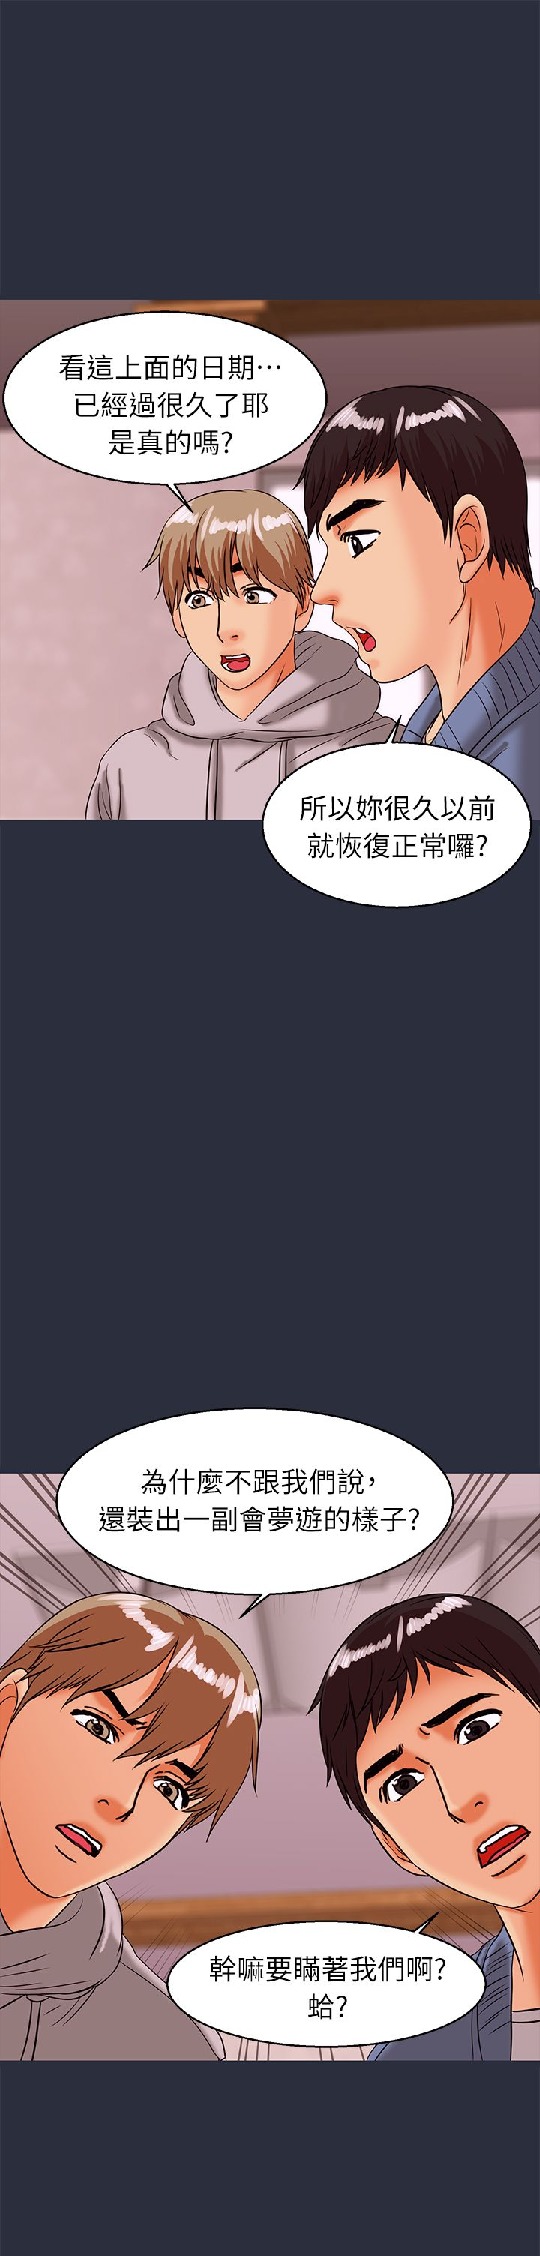 看這上面的日期⋯
已經過很久了耶
是真的嗎?
所以妳很久以前
就恢復正常囉?
為什麼不跟我們說，
還裝出一副會夢遊的樣子?
幹嘛要瞞著我們啊?
蛤?